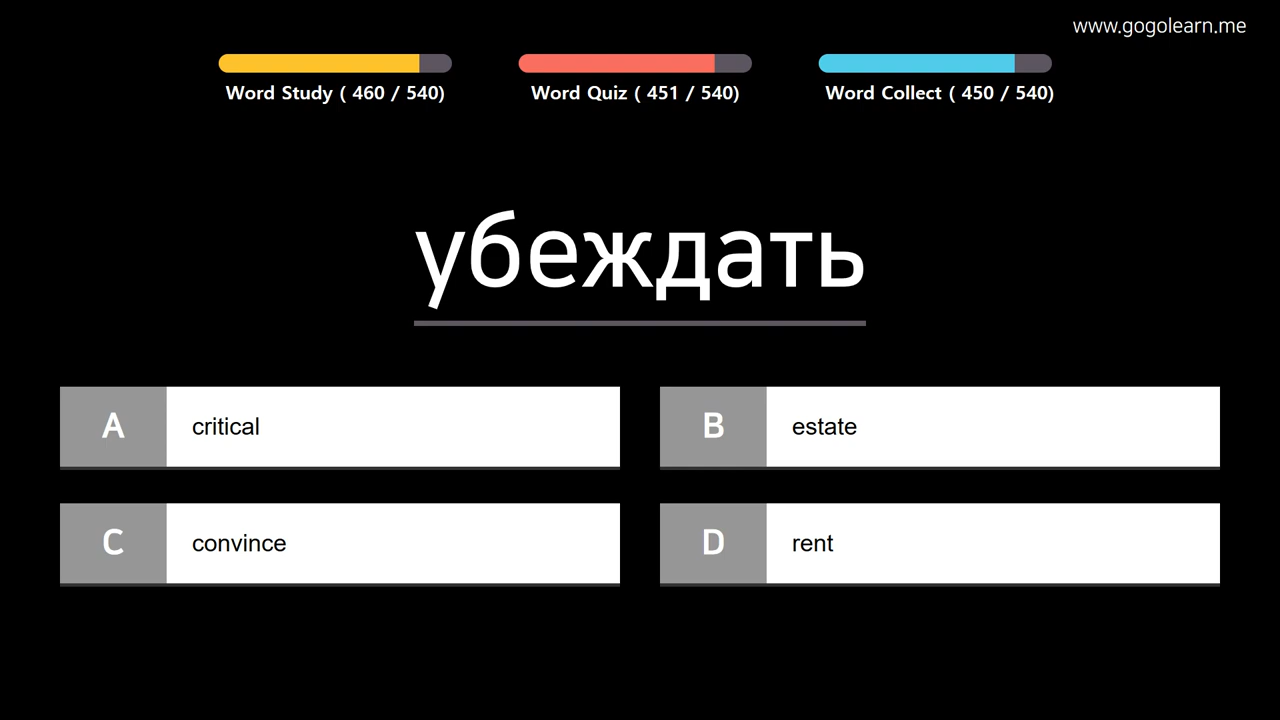 www.gogolearn.me
Word Study ( 460 / 540)
Word Quiz ( 451 / 540)
Word Collect ( 450 / 540)
убеждать
A critical
B estate
C convince
D rent